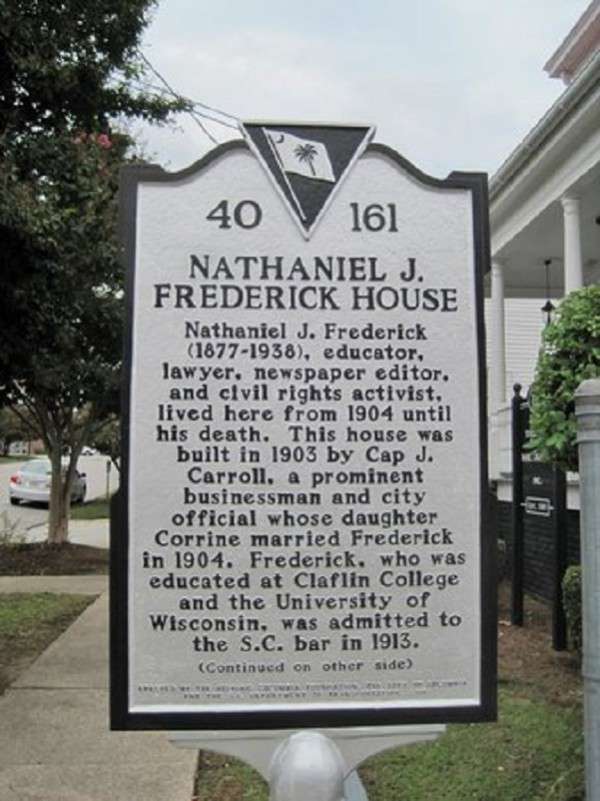 40 161
NATHANIEL J.
FREDERICK HOUSE
Nathaniel J. Frederick
(1877-1938), educator,
lawyer, newspaper editor,
and civil rights activist,
lived here from 1904 until
his death. This house was
built in 1903 by Cap J.
Carroll, a prominent
businessman and city
official whose daughter
Corrine married Frederick
in 1904. Frederick, who was
educated at Claflin College
and the University of
Wisconsin, was admitted to
the S.C. bar in 1913.
(Continued on other side)